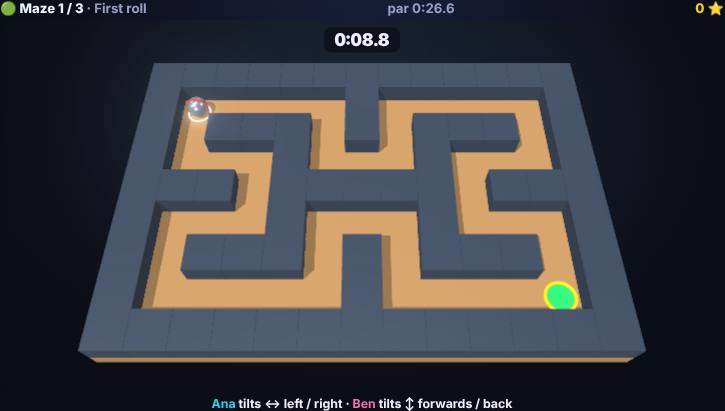 🟢 Maze 1 / 3 · First roll
par 0:26.6
0 ⭐
0:08.8
Ana tilts ↔ left / right · Ben tilts ↕ forwards / back